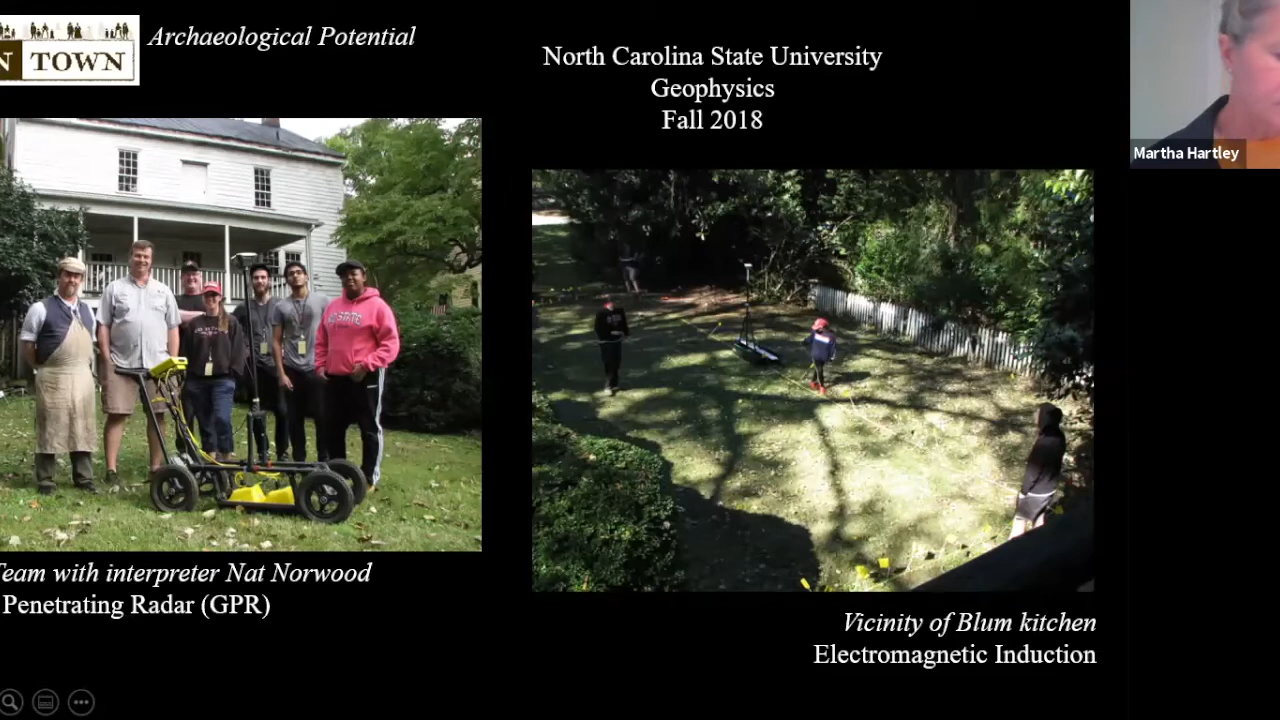 N TOWN
Archaeological Potential
North Carolina State University
Geophysics
Fall 2018
Martha Hartley
Team with interpreter Nat Norwood
Penetrating Radar (GPR)
Vicinity of Blum kitchen
Electromagnetic Induction